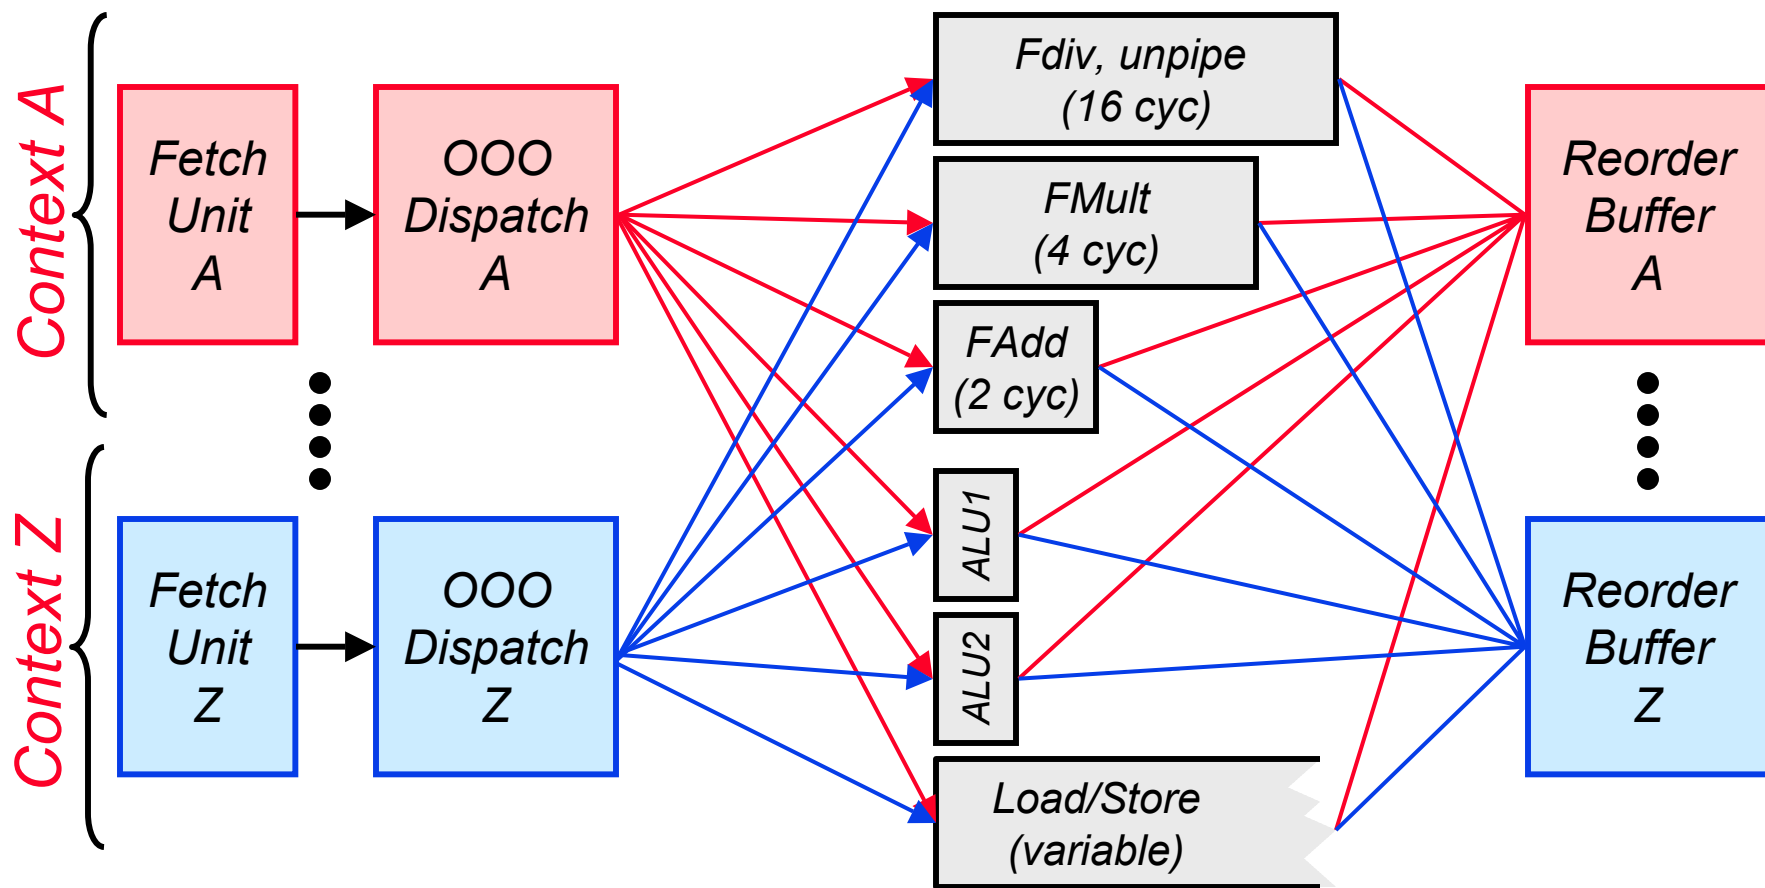 Context A
Fetch
Unit
A
OOO
Dispatch
A
Fdiv, unpipe
(16 cyc)
FMult
(4 cyc)
FAdd
(2 cyc)
ALU1
ALU2
Load/Store
(variable)
Reorder
Buffer
A
Context Z
Fetch
Unit
Z
OOO
Dispatch
Z
Reorder
Buffer
Z